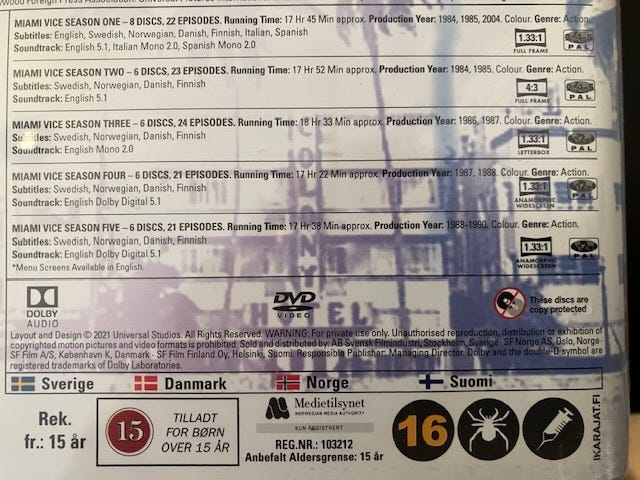 wood Foreign Press Association. Universal Pictures International
MIAMI VICE SEASON ONE – 8 DISCS, 22 EPISODES. Running Time: 17 Hr 45 Min approx. Production Year: 1984, 1985, 2004. Colour. Genre: Action.
Subtitles: English, Swedish, Norwegian, Danish, Finnish, Italian, Spanish
Soundtrack: English 5.1, Italian Mono 2.0, Spanish Mono 2.0
1.33:1
FULL FRAME
PAL
MIAMI VICE SEASON TWO – 6 DISCS, 23 EPISODES. Running Time: 17 Hr 52 Min approx. Production Year: 1984, 1985. Colour. Genre: Action.
Subtitles: Swedish, Norwegian, Danish, Finnish
Soundtrack: English 5.1
4:3
FULL FRAME
PAL
MIAMI VICE SEASON THREE – 6 DISCS, 24 EPISODES. Running Time: 18 Hr 33 Min approx. Production Year: 1986, 1987. Colour. Genre: Action.
Subtitles: Swedish, Norwegian, Danish, Finnish
Soundtrack: English Mono 2.0
1.33:1
LETTERBOX
PAL
MIAMI VICE SEASON FOUR – 6 DISCS, 21 EPISODES. Running Time: 17 Hr 22 Min approx. Production Year: 1987, 1988. Colour. Genre: Action.
Subtitles: Swedish, Norwegian, Danish, Finnish
Soundtrack: English Dolby Digital 5.1
1.33:1
ANAMORPHIC
WIDESCREEN
PAL
MIAMI VICE SEASON FIVE – 6 DISCS, 21 EPISODES. Running Time: 17 Hr 38 Min approx. Production Year: 1988-1990. Colour. Genre: Action.
Subtitles: Swedish, Norwegian, Danish, Finnish
Soundtrack: English Dolby Digital 5.1
*Menu Screens Available in English.
1.33:1
ANAMORPHIC
WIDESCREEN
PAL
COLONY
HOTEL
DOLBY
AUDIO
DVD
VIDEO
These discs are
copy protected
Layout and Design © 2021 Universal Studios. All Rights Reserved. WARNING: For private use only. Unauthorised reproduction, distribution or exhibition of
copyrighted motion pictures and video formats is prohibited. Sold and distributed by: AB Svensk Filmindustri, Stockholm, Sverige · SF Norge AS, Oslo, Norge ·
SF Film A/S, København K, Danmark · SF Film Finland Oy, Helsinki, Suomi. Responsible Publisher: Managing Director. Dolby and the double-D symbol are
registered trademarks of Dolby Laboratories.
Sverige Danmark Norge Suomi
Rek.
fr.: 15 år
15
TILLADT
FOR BØRN
OVER 15 ÅR
Medietilsynet
NORWEGIAN MEDIA AUTHORITY
KUN REGISTRERT
REG.NR.: 103212
Anbefalt Aldersgrense: 15 år
16
IKARAJAT.FI